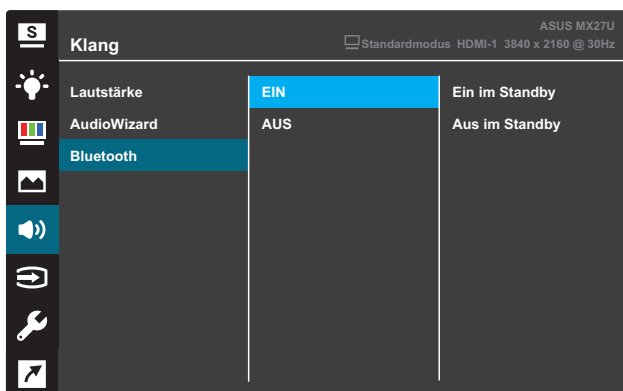 S
ASUS MX27U
Klang
Standardmodus HDMI-1 3840 x 2160 @ 30Hz
Lautstärke
EIN
Ein im Standby
AudioWizard
AUS
Aus im Standby
Bluetooth